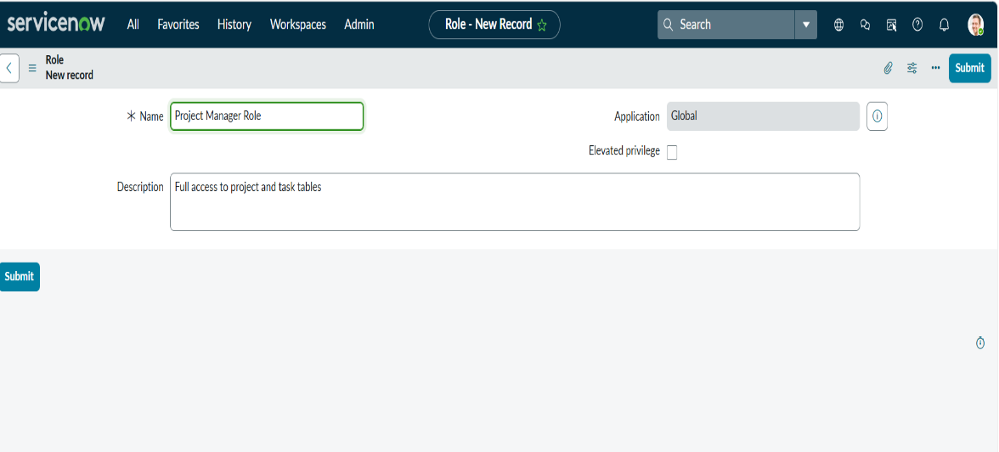 servicenow All Favorites History Workspaces Admin Role - New Record Search
Role
New record
Submit
Name Project Manager Role
Application Global
Elevated privilege
Description Full access to project and task tables
Submit